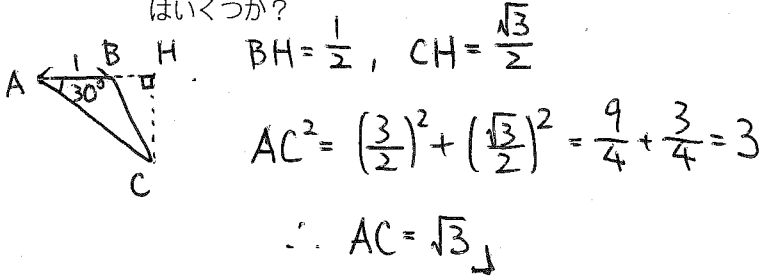 はいくつか?
A 1 B H
30°
C
BH = 1/2 , CH = √3/2
AC² = (3/2)² + (√3/2)² = 9/4 + 3/4 = 3
∴ AC = √3